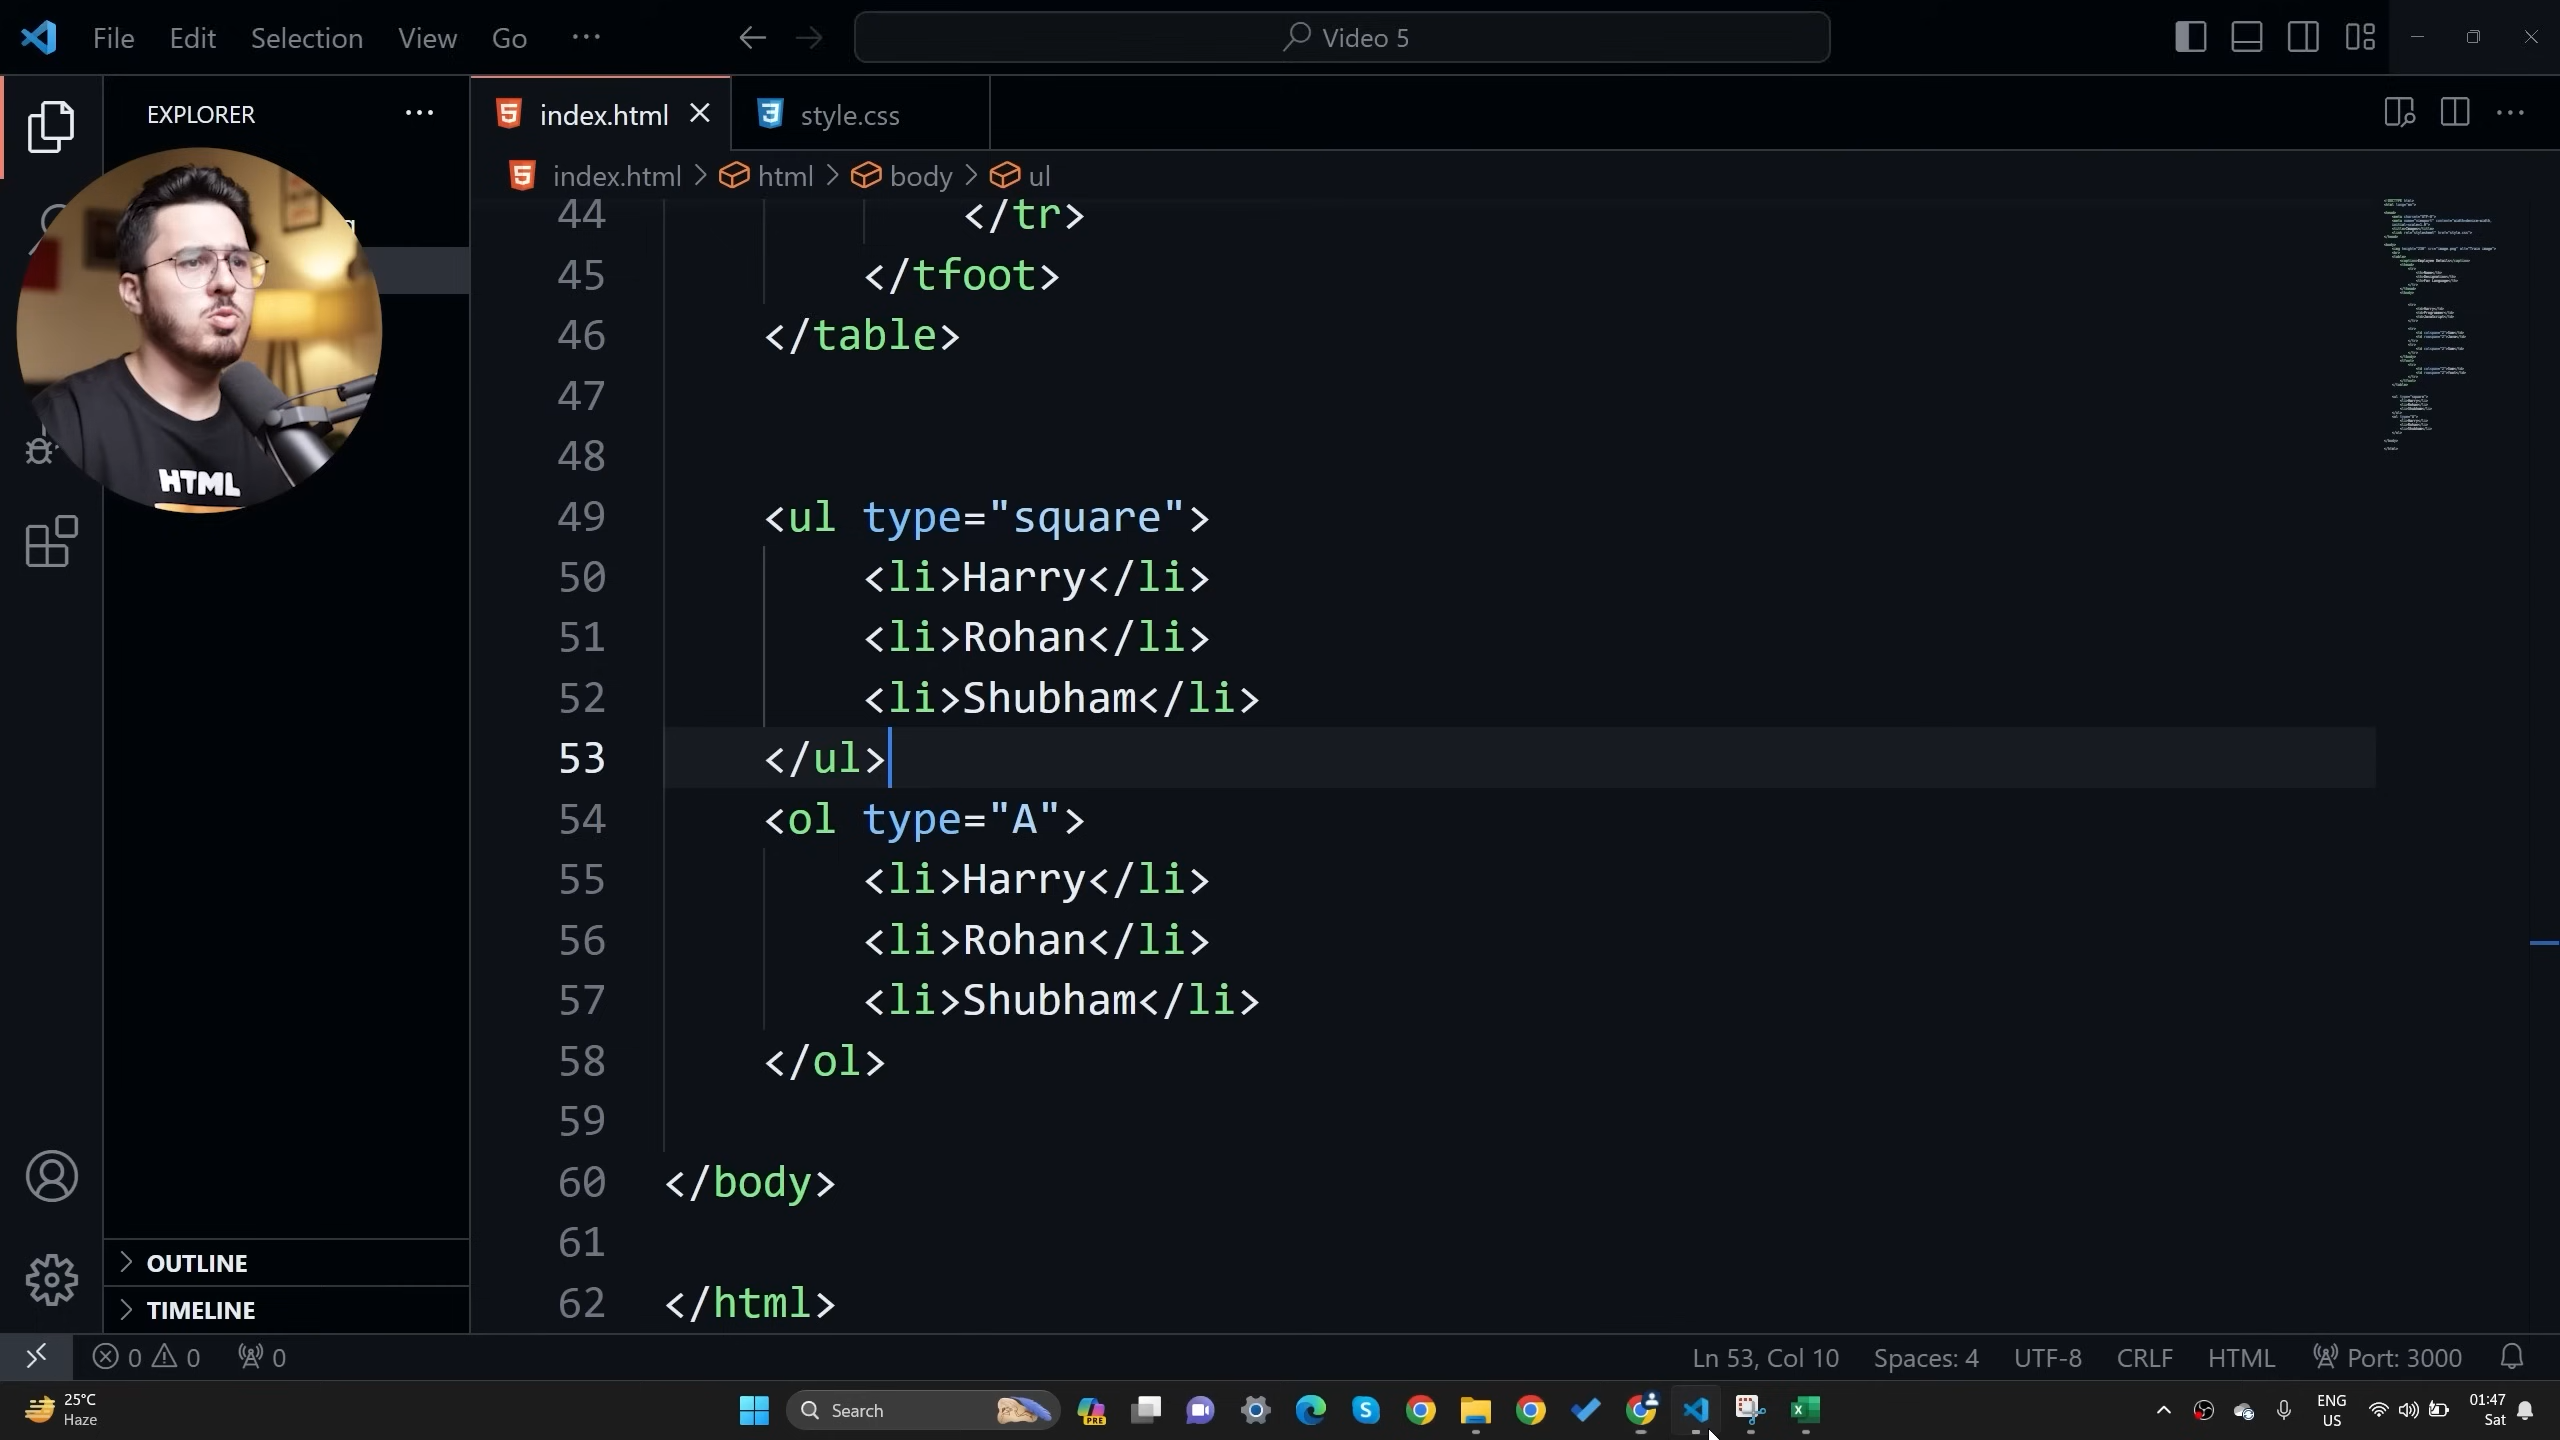 File Edit Selection View Go ···
Video 5
EXPLORER ···
index.html
style.css
index.html > html > body > ul
44 </tr>
45 </tfoot>
46 </table>
47
48
49 <ul type="square">
50 <li>Harry</li>
51 <li>Rohan</li>
52 <li>Shubham</li>
53 </ul>
54 <ol type="A">
55 <li>Harry</li>
56 <li>Rohan</li>
57 <li>Shubham</li>
58 </ol>
59
60 </body>
61
62 </html>
HTML
OUTLINE
TIMELINE
0 0 0
Ln 53, Col 10 Spaces: 4 UTF-8 CRLF HTML Port: 3000
25°C
Haze
Search
PRE
ENG
US
01:47
Sat